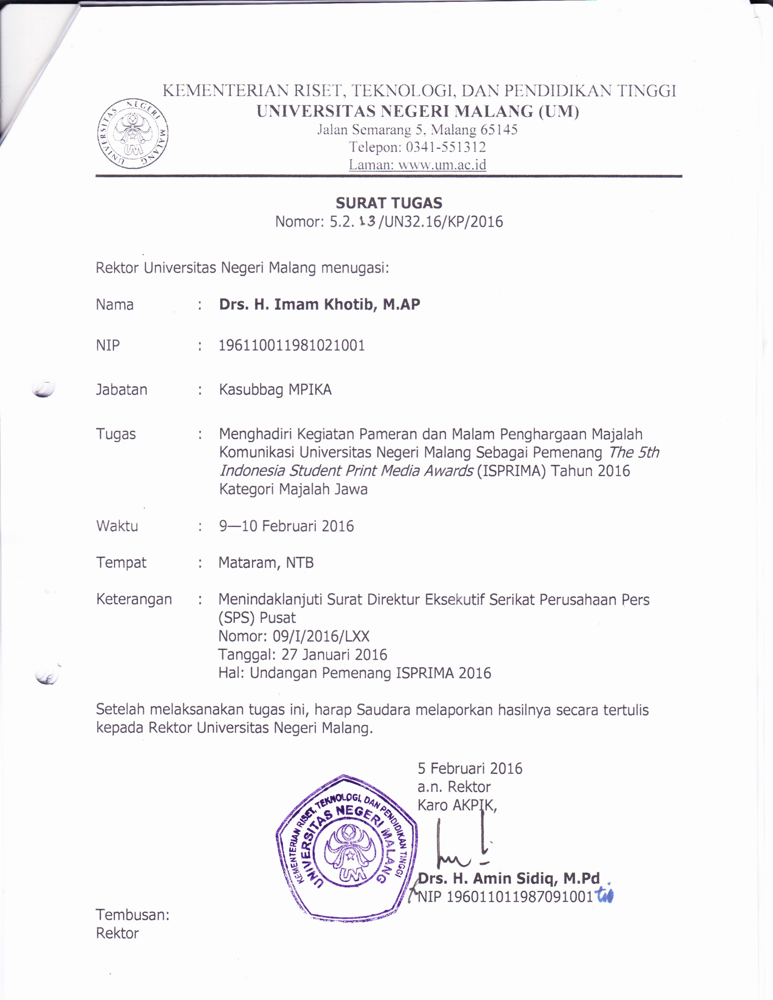 KEMENTERIAN RISET, TEKNOLOGI, DAN PENDIDIKAN TINGGI
UNIVERSITAS NEGERI MALANG (UM)
Jalan Semarang 5, Malang 65145
Telepon: 0341-551312
Laman: www.um.ac.id
UNIVERSITAS NEGERI MALANG
UM
SURAT TUGAS
Nomor: 5.2. 13 /UN32.16/KP/2016
Rektor Universitas Negeri Malang menugasi:
Nama : Drs. H. Imam Khotib, M.AP
NIP : 196110011981021001
Jabatan : Kasubbag MPIKA
Tugas : Menghadiri Kegiatan Pameran dan Malam Penghargaan Majalah
Komunikasi Universitas Negeri Malang Sebagai Pemenang The 5th
Indonesia Student Print Media Awards (ISPRIMA) Tahun 2016
Kategori Majalah Jawa
Waktu : 9—10 Februari 2016
Tempat : Mataram, NTB
Keterangan : Menindaklanjuti Surat Direktur Eksekutif Serikat Perusahaan Pers
(SPS) Pusat
Nomor: 09/I/2016/LXX
Tanggal: 27 Januari 2016
Hal: Undangan Pemenang ISPRIMA 2016
Setelah melaksanakan tugas ini, harap Saudara melaporkan hasilnya secara tertulis
kepada Rektor Universitas Negeri Malang.
5 Februari 2016
a.n. Rektor
Karo AKPIK,
KEMENTERIAN RISET, TEKNOLOGI, DAN PENDIDIKAN TINGGI
UNIVERSITAS NEGERI MALANG
UM
Drs. H. Amin Sidiq, M.Pd
NIP 196011011987091001
Tembusan:
Rektor